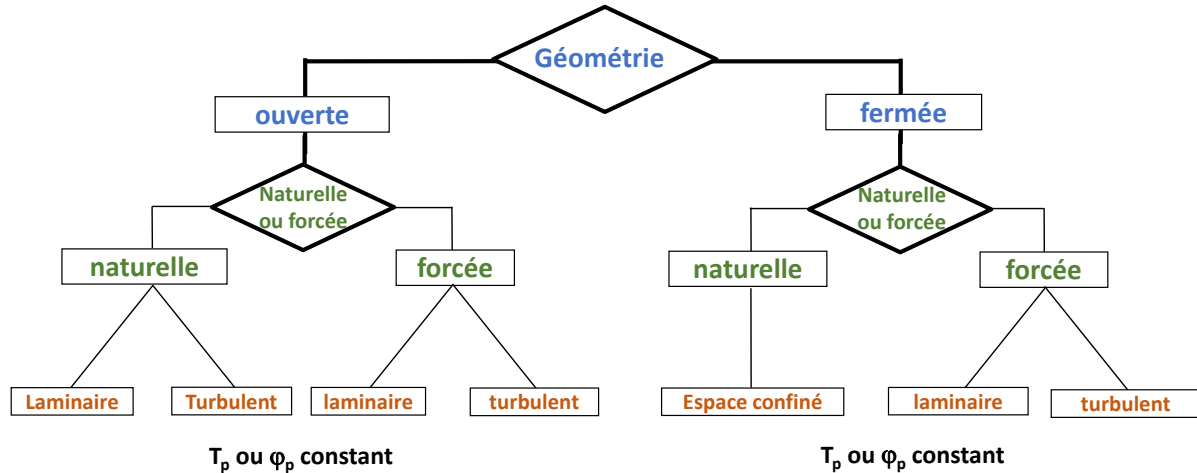 Géométrie
ouverte
fermée
Naturelle
ou forcée
Naturelle
ou forcée
naturelle
forcée
naturelle
forcée
Laminaire
Turbulent
laminaire
turbulent
Espace confiné
laminaire
turbulent
Tp ou φp constant
Tp ou φp constant